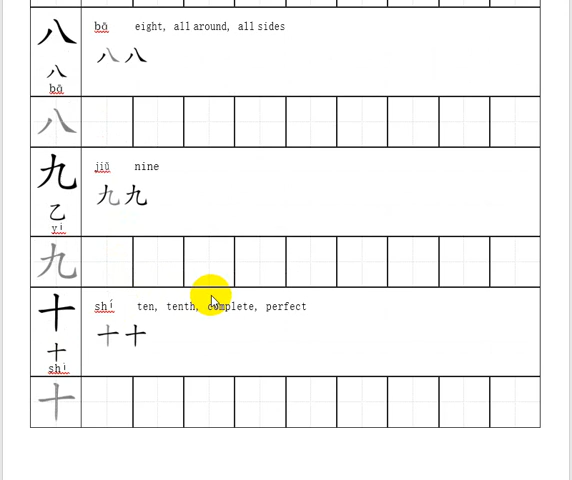 八 bā eight, all around, all sides
八 八
八
bā
八
九 jiǔ nine
九 九
乙
yǐ
九
十 shí ten, tenth, complete, perfect
十 十
十
shí
十